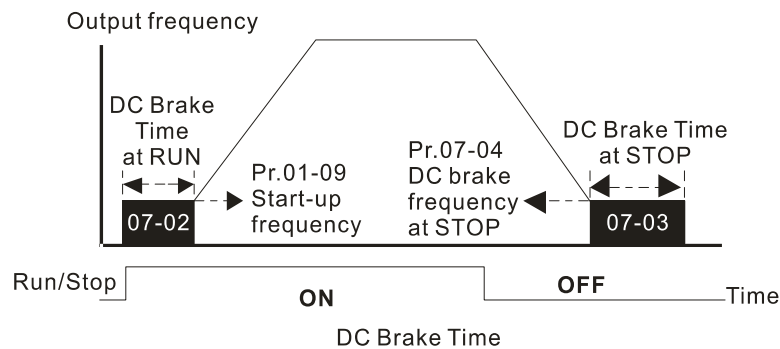 Output frequency
DC Brake
Time
at RUN
07-02
Pr.01-09
Start-up
frequency
Pr.07-04
DC brake
frequency
at STOP
DC Brake Time
at STOP
07-03
Run/Stop
ON
OFF
Time
DC Brake Time